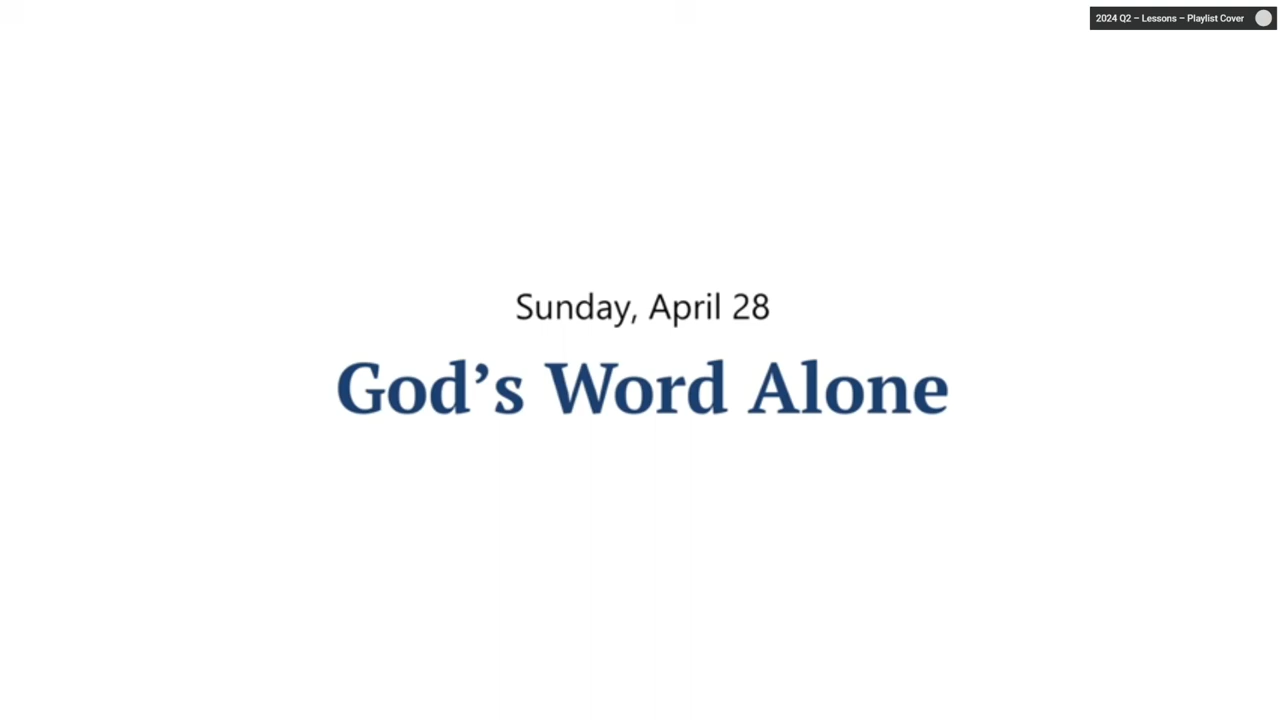 2024 Q2 – Lessons – Playlist Cover
Sunday, April 28
God’s Word Alone